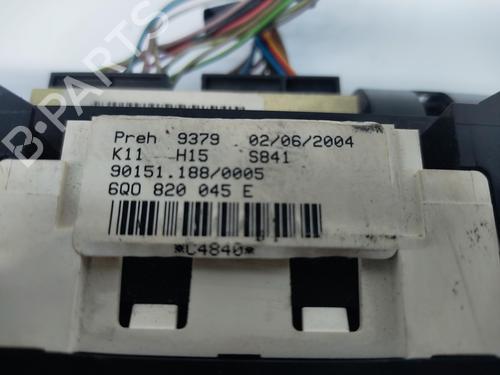 Preh 9379 02/06/2004
K11 H15 S841
90151.188/0005
6Q0 820 045 E
*C4840*
B-PARTS